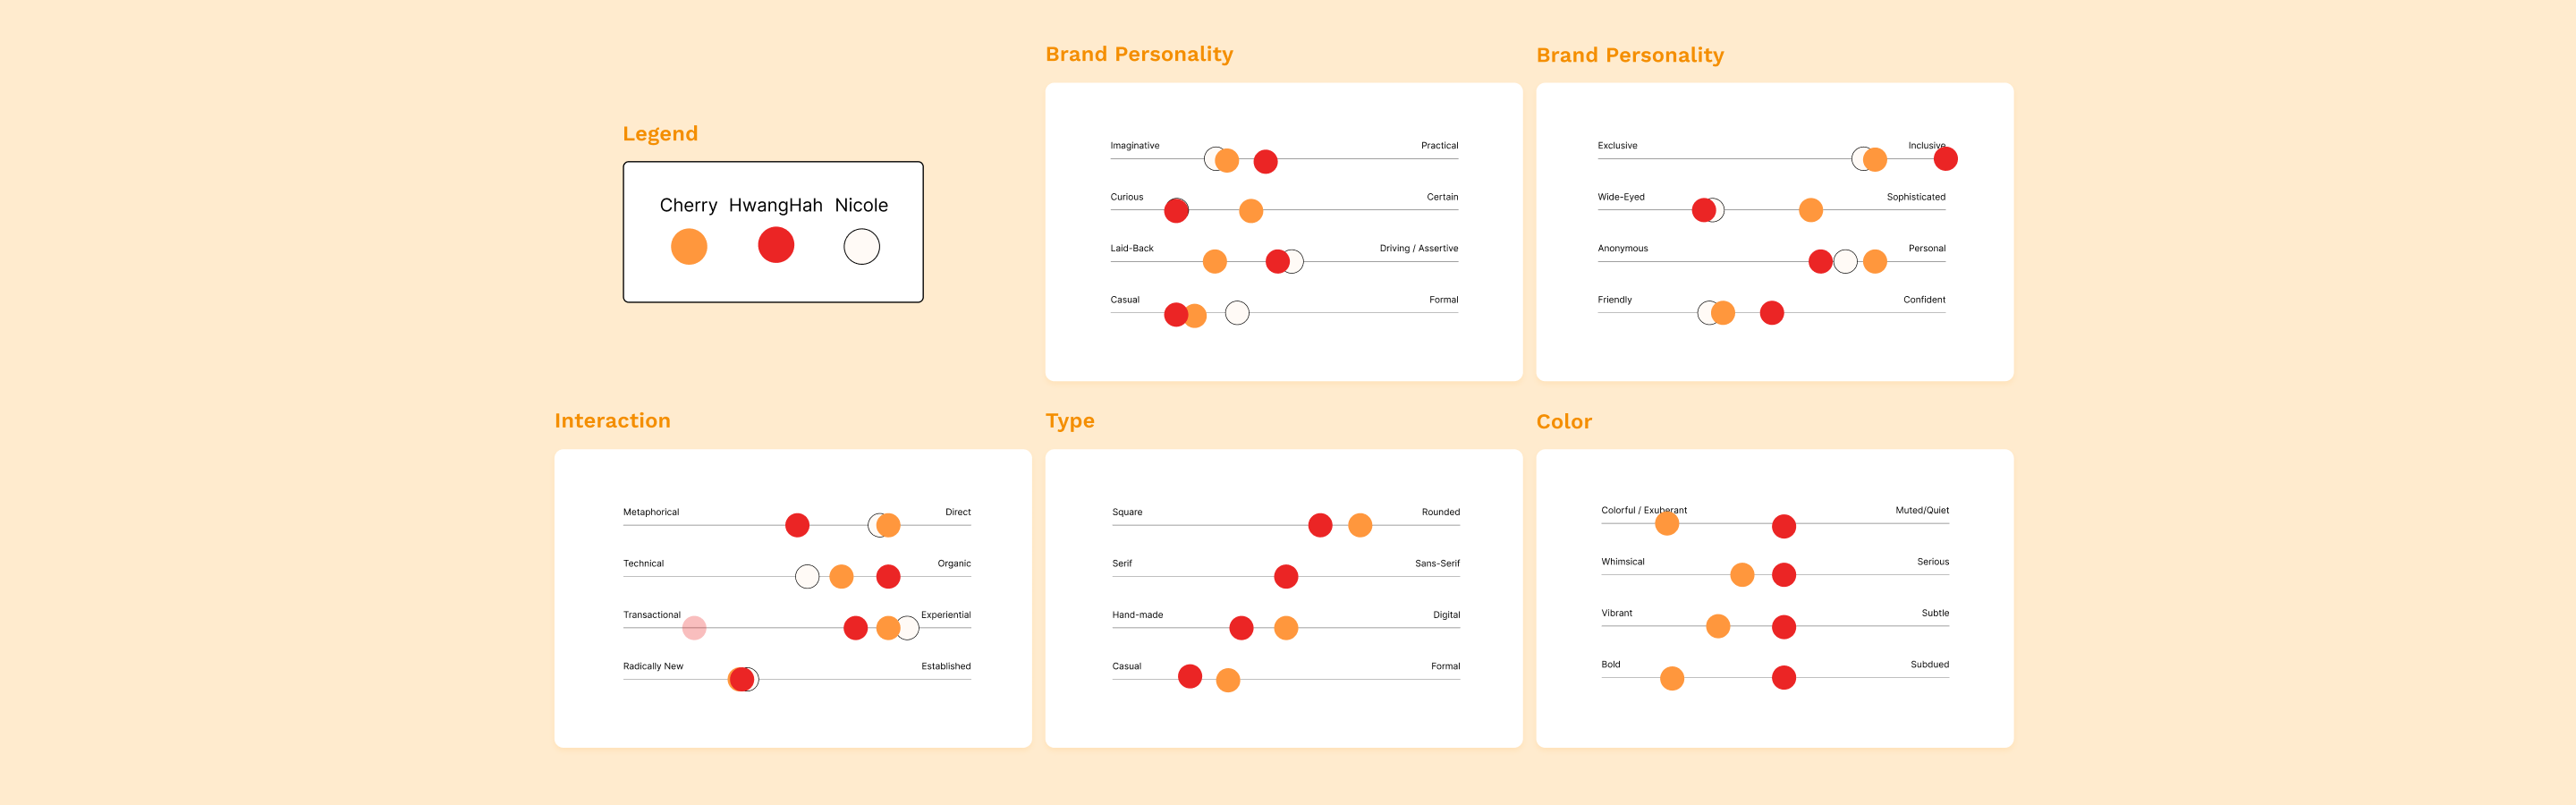 Legend
Cherry HwangHah Nicole
Brand Personality
Imaginative Practical
Curious Certain
Laid-Back Driving / Assertive
Casual Formal
Brand Personality
Exclusive Inclusive
Wide-Eyed Sophisticated
Anonymous Personal
Friendly Confident
Interaction
Metaphorical Direct
Technical Organic
Transactional Experiential
Radically New Established
Type
Square Rounded
Serif Sans-Serif
Hand-made Digital
Casual Formal
Color
Colorful / Exuberant Muted/Quiet
Whimsical Serious
Vibrant Subtle
Bold Subdued